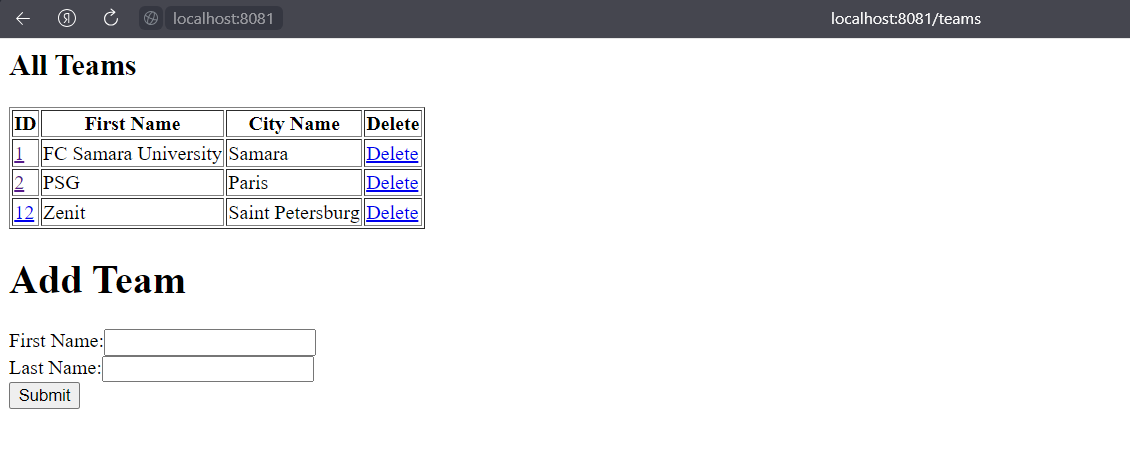 Я localhost:8081 localhost:8081/teams
All Teams
ID First Name City Name Delete
1 FC Samara University Samara Delete
2 PSG Paris Delete
12 Zenit Saint Petersburg Delete
Add Team
First Name:
Last Name:
Submit